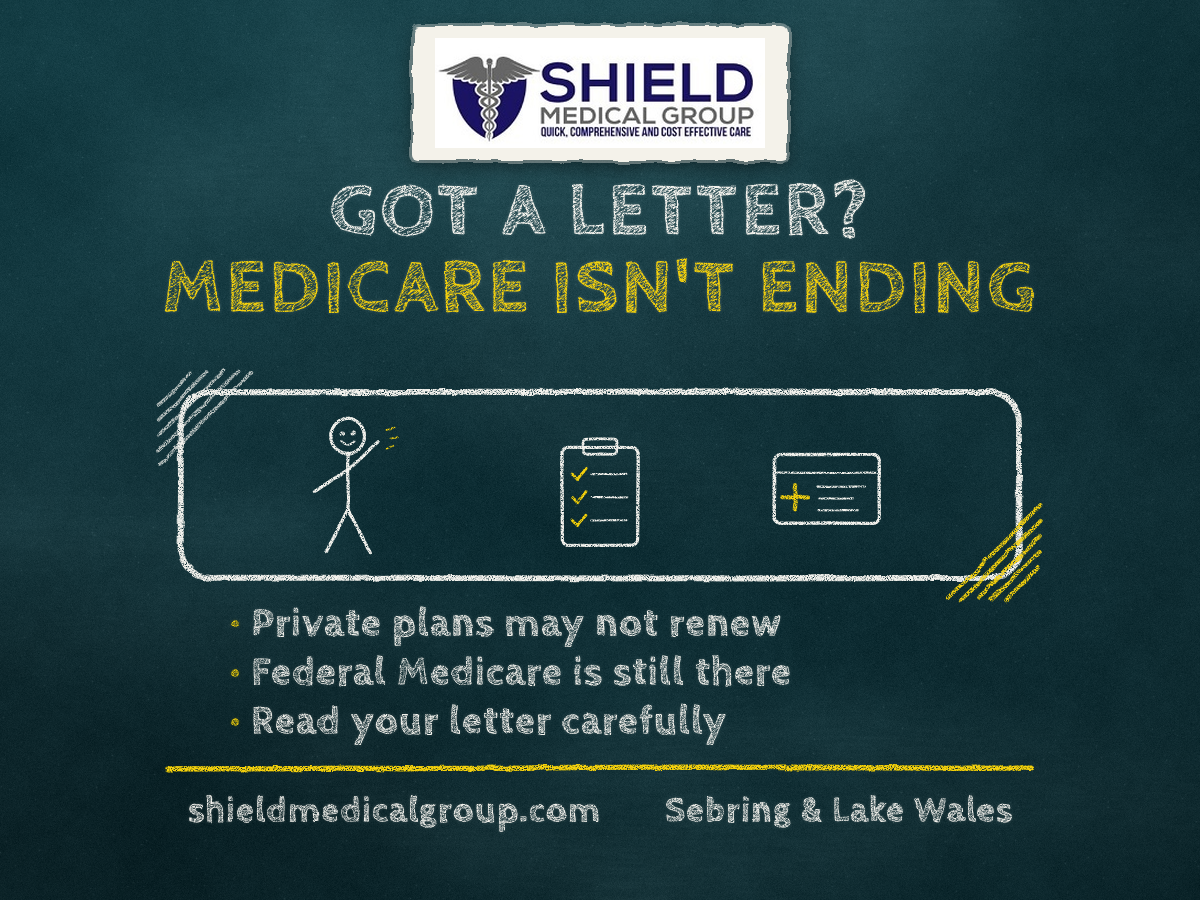 SHIELD
MEDICAL GROUP
QUICK, COMPREHENSIVE AND COST EFFECTIVE CARE
GOT A LETTER?
MEDICARE ISN'T ENDING
• Private plans may not renew
• Federal Medicare is still there
• Read your letter carefully
shieldmedicalgroup.com Sebring & Lake Wales